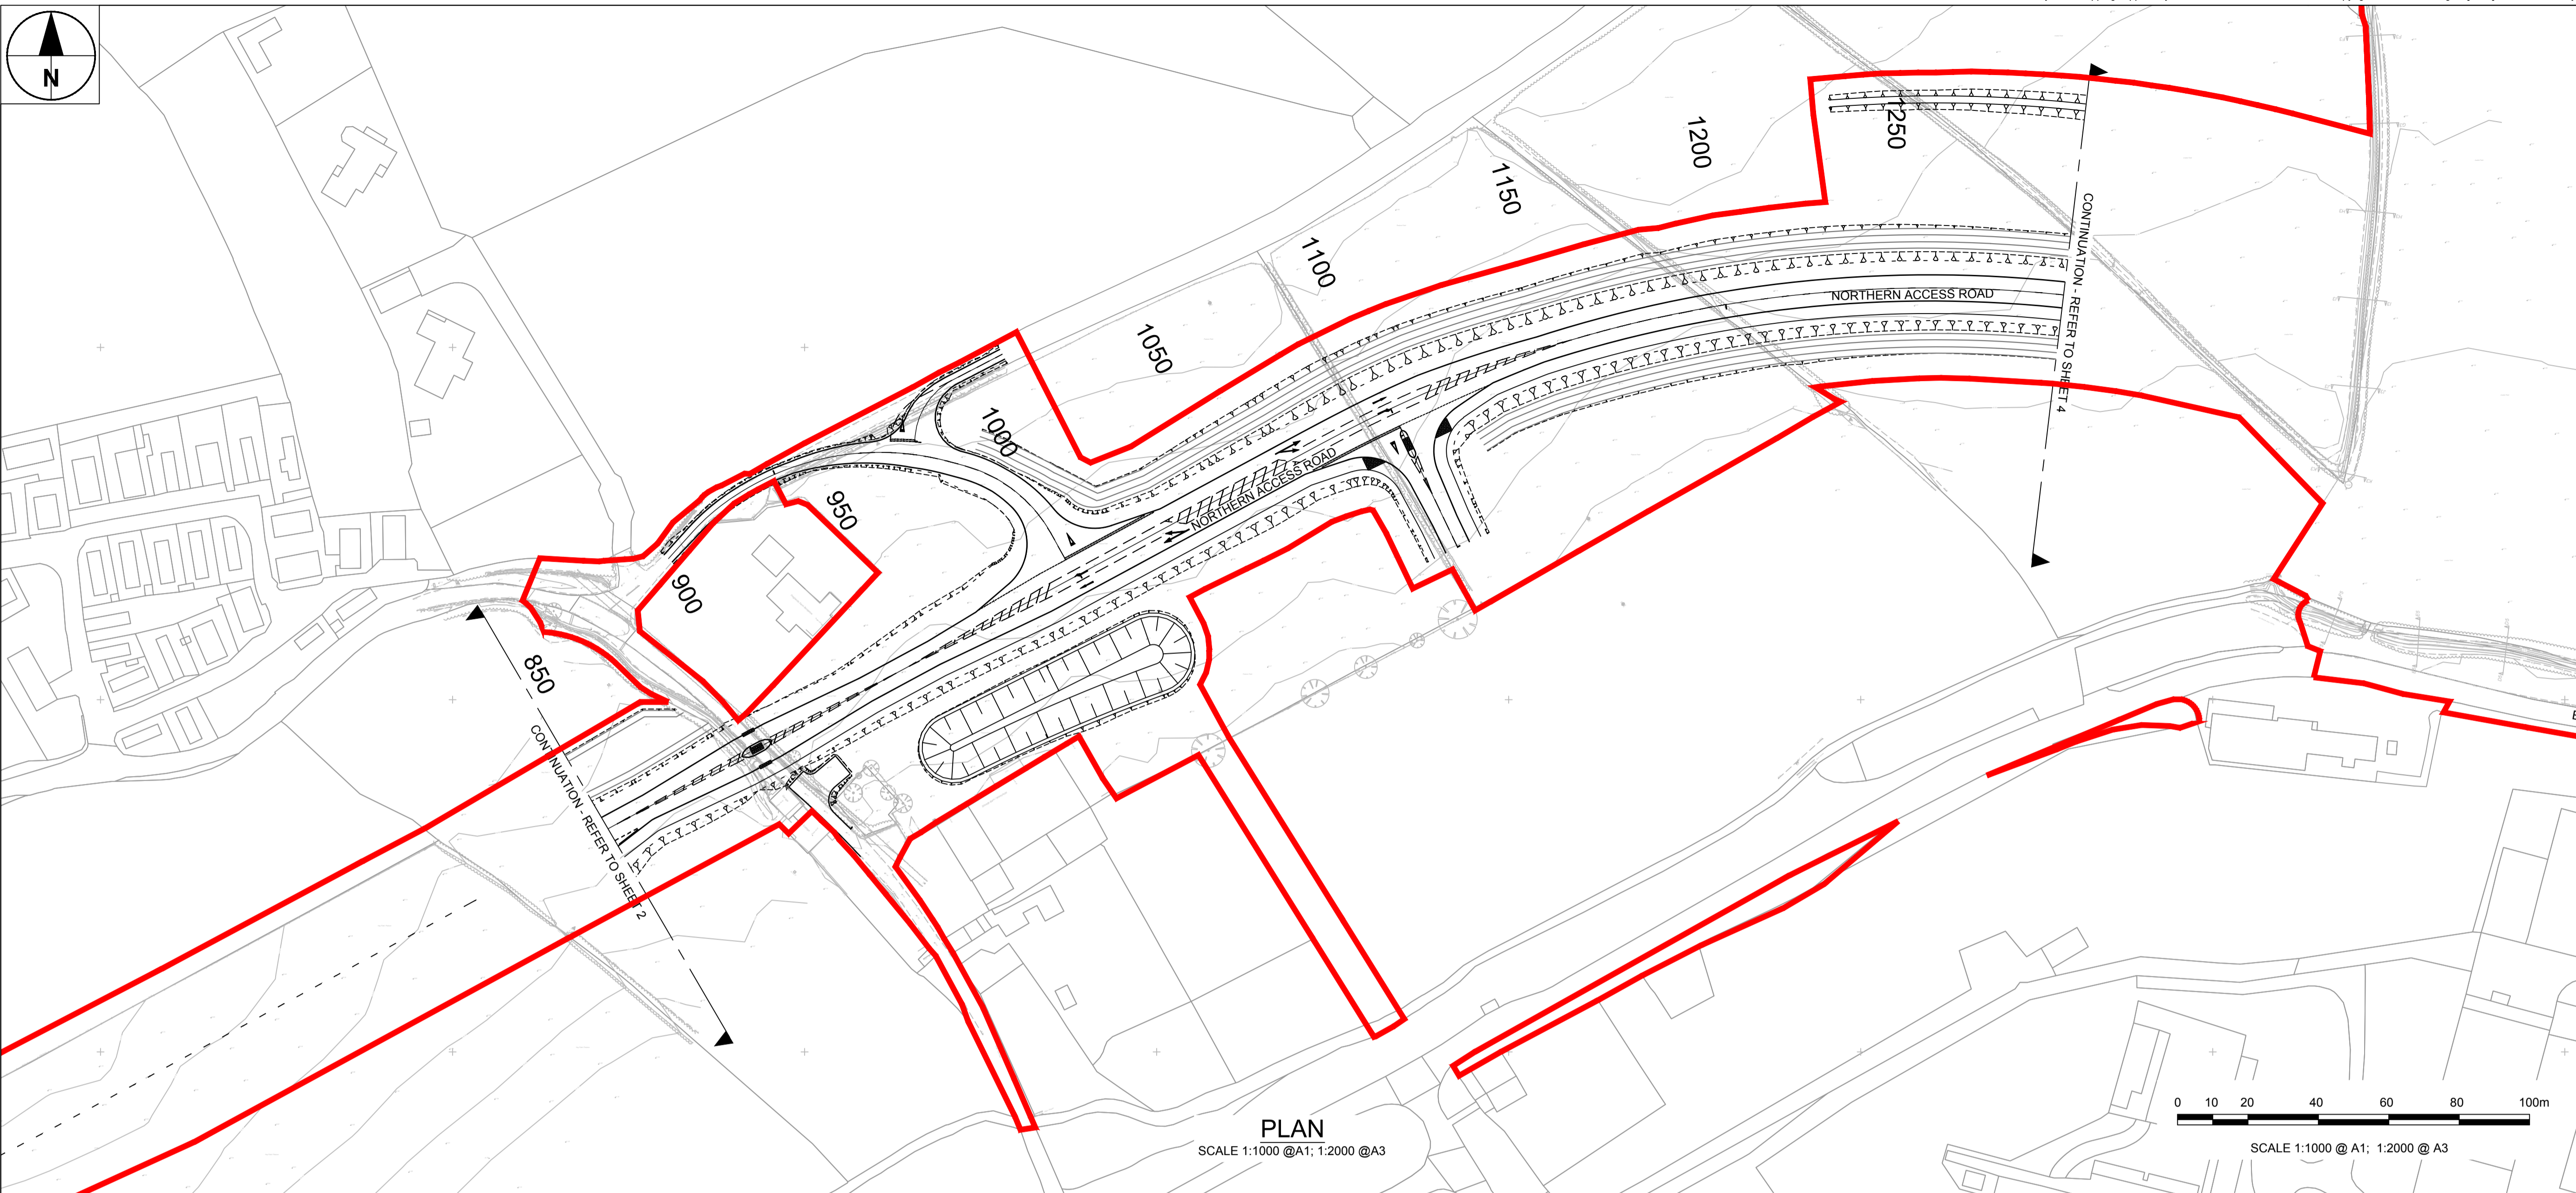 N
1250
1200
1150
1100
1050
1000
950
900
850
NORTHERN ACCESS ROAD
NORTHERN ACCESS ROAD
CONTINUATION - REFER TO SHEET 4
CONTINUATION - REFER TO SHEET 2
PLAN
SCALE 1:1000 @A1; 1:2000 @A3
0 10 20 40 60 80 100m
SCALE 1:1000 @ A1; 1:2000 @ A3